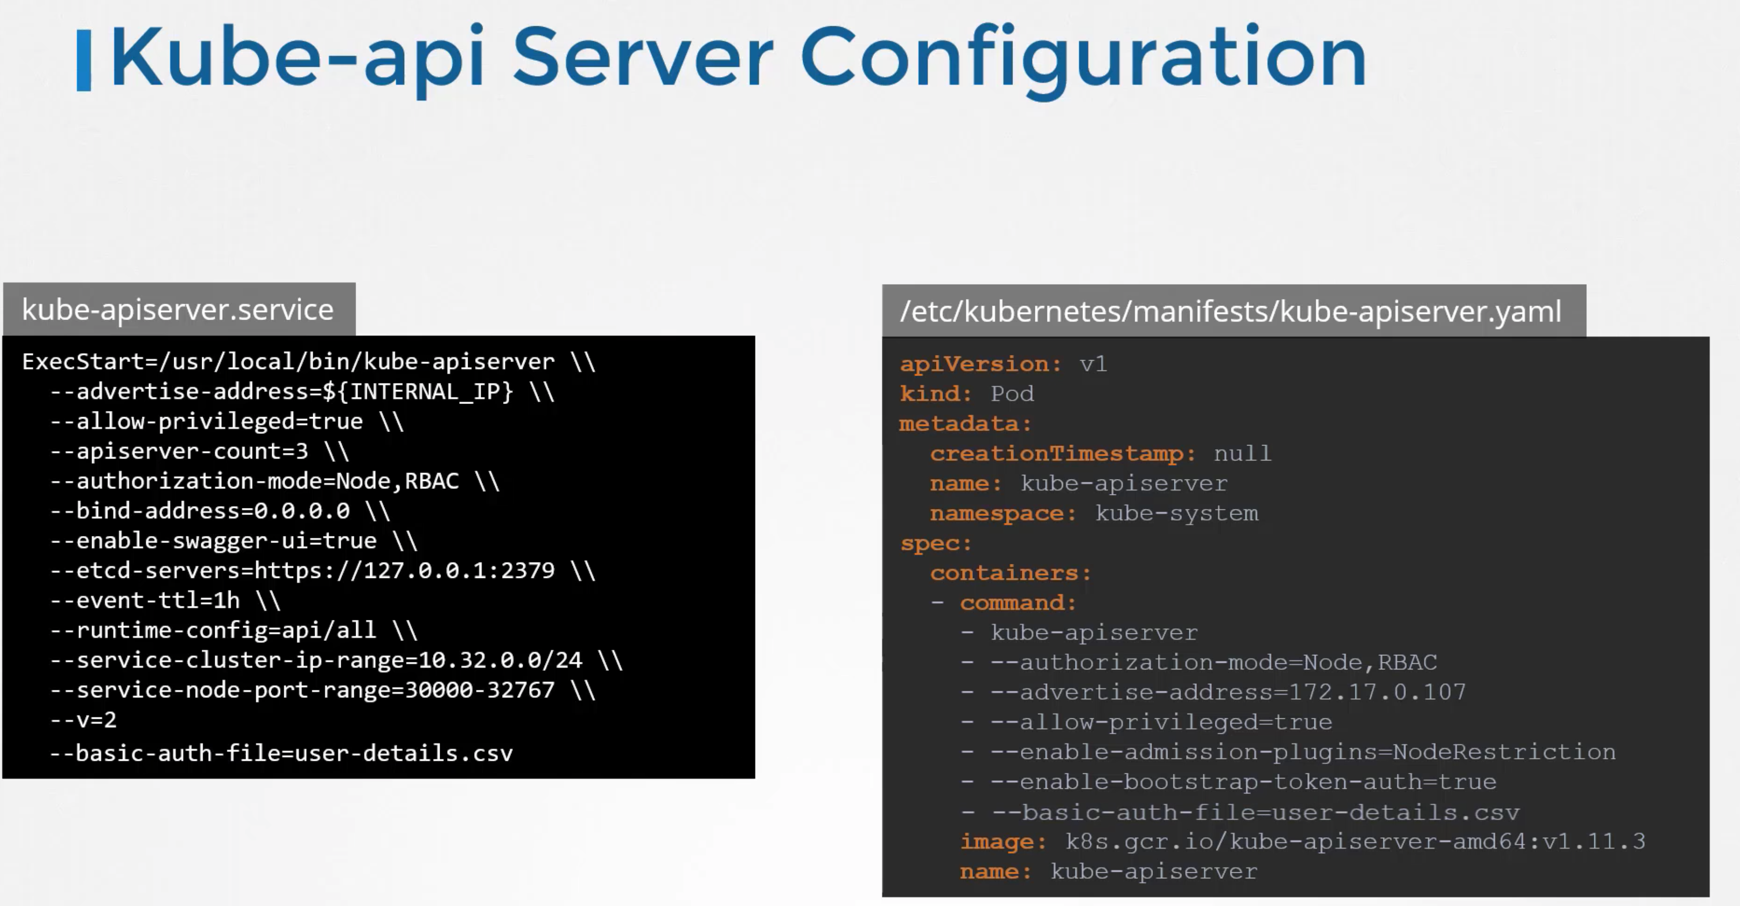 Kube-api Server Configuration
kube-apiserver.service
ExecStart=/usr/local/bin/kube-apiserver \\
--advertise-address=${INTERNAL_IP} \\
--allow-privileged=true \\
--apiserver-count=3 \\
--authorization-mode=Node,RBAC \\
--bind-address=0.0.0.0 \\
--enable-swagger-ui=true \\
--etcd-servers=https://127.0.0.1:2379 \\
--event-ttl=1h \\
--runtime-config=api/all \\
--service-cluster-ip-range=10.32.0.0/24 \\
--service-node-port-range=30000-32767 \\
--v=2
--basic-auth-file=user-details.csv
/etc/kubernetes/manifests/kube-apiserver.yaml
apiVersion: v1
kind: Pod
metadata:
  creationTimestamp: null
  name: kube-apiserver
  namespace: kube-system
spec:
  containers:
  - command:
    - kube-apiserver
    - --authorization-mode=Node,RBAC
    - --advertise-address=172.17.0.107
    - --allow-privileged=true
    - --enable-admission-plugins=NodeRestriction
    - --enable-bootstrap-token-auth=true
    - --basic-auth-file=user-details.csv
    image: k8s.gcr.io/kube-apiserver-amd64:v1.11.3
    name: kube-apiserver